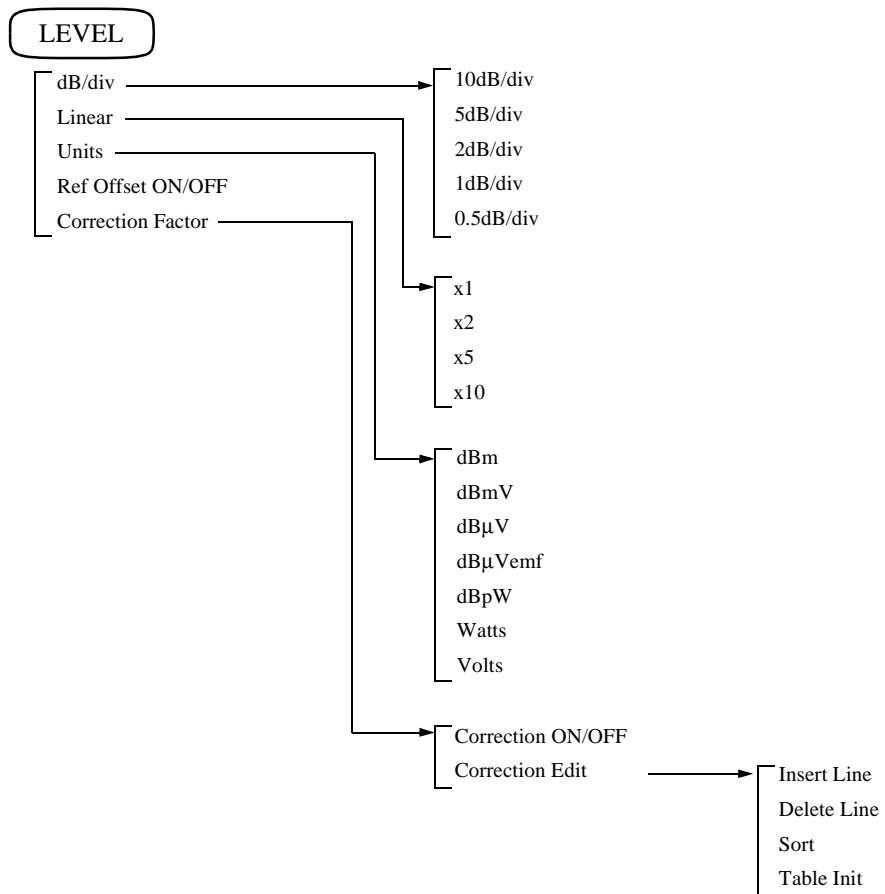 LEVEL
dB/div
Linear
Units
Ref Offset ON/OFF
Correction Factor
10dB/div
5dB/div
2dB/div
1dB/div
0.5dB/div
x1
x2
x5
x10
dBm
dBmV
dBμV
dBμVemf
dBpW
Watts
Volts
Correction ON/OFF
Correction Edit
Insert Line
Delete Line
Sort
Table Init